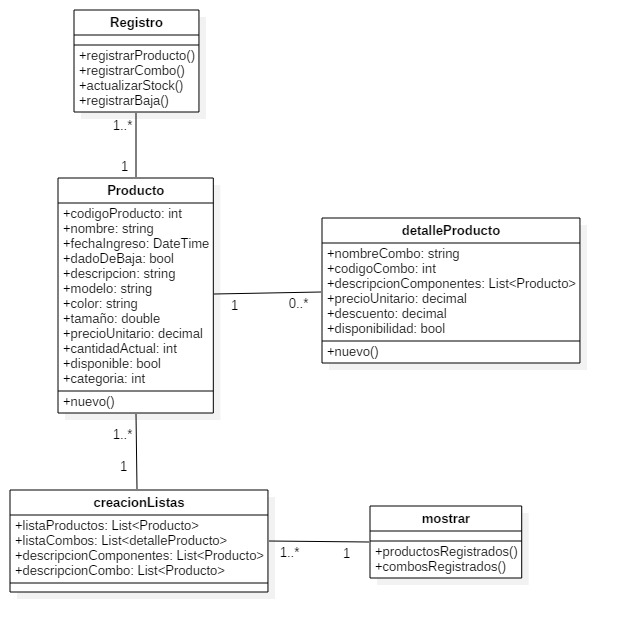 Registro
+registrarProducto()
+registrarCombo()
+actualizarStock()
+registrarBaja()
1..*
1
Producto
+codigoProducto: int
+nombre: string
+fechaIngreso: DateTime
+dadoDeBaja: bool
+descripcion: string
+modelo: string
+color: string
+tamaño: double
+precioUnitario: decimal
+cantidadActual: int
+disponible: bool
+categoria: int
+nuevo()
1
0..*
detalleProducto
+nombreCombo: string
+codigoCombo: int
+descripcionComponentes: List<Producto>
+precioUnitario: decimal
+descuento: decimal
+disponibilidad: bool
+nuevo()
1..*
1
creacionListas
+listaProductos: List<Producto>
+listaCombos: List<detalleProducto>
+descripcionComponentes: List<Producto>
+descripcionCombo: List<Producto>
1..*
1
mostrar
+productosRegistrados()
+combosRegistrados()